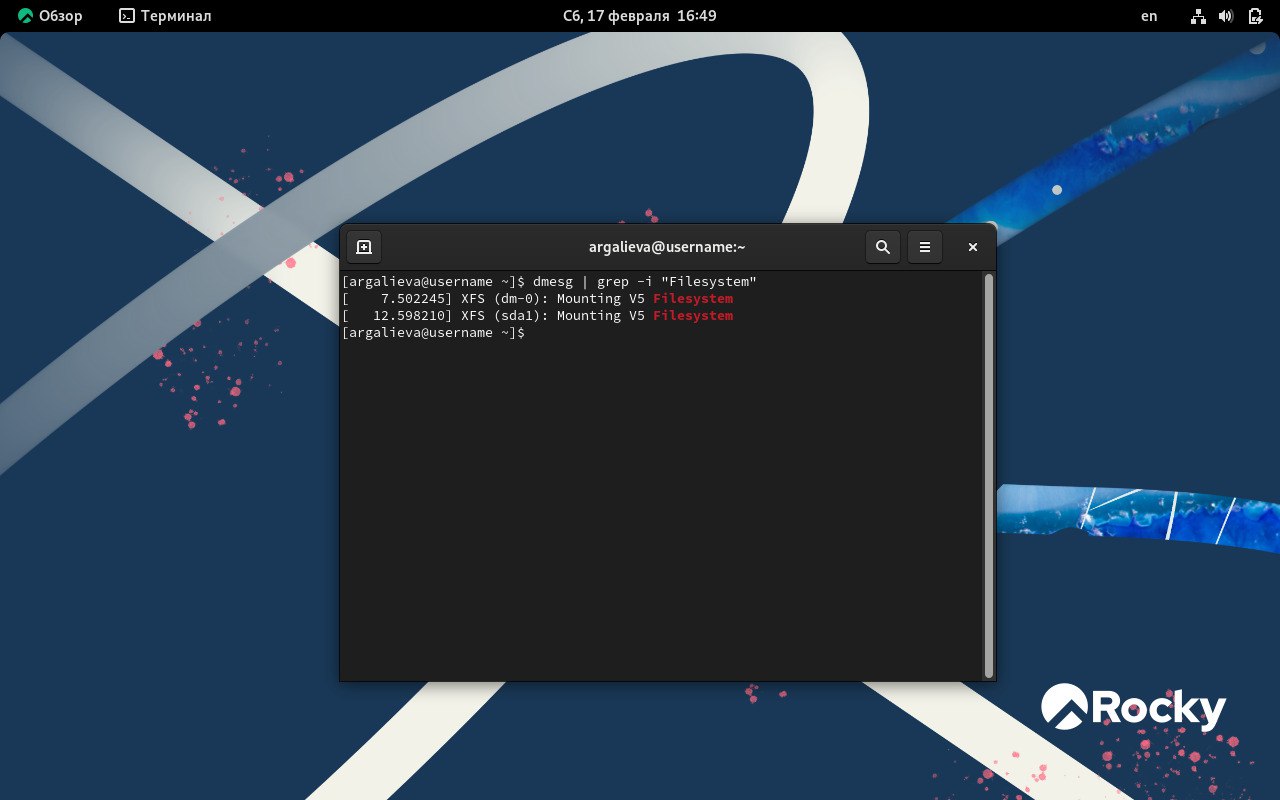 Обзор Терминал Сб, 17 февраля 16:49 en
argalieva@username:~
[argalieva@username ~]$ dmesg | grep -i "Filesystem"
[    7.502245] XFS (dm-0): Mounting V5 Filesystem
[   12.598210] XFS (sda1): Mounting V5 Filesystem
[argalieva@username ~]$
Rocky